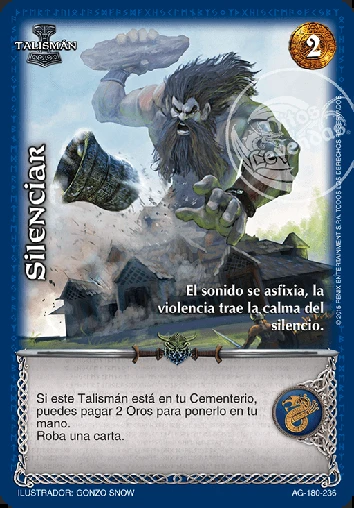 TALISMÁN
2
Silenciar
El sonido se asfixia, la
violencia trae la calma del
silencio.
Si este Talismán está en tu Cementerio,
puedes pagar 2 Oros para ponerlo en tu
mano.
Roba una carta.
ILUSTRADOR: GONZO SNOW
AG-180-236